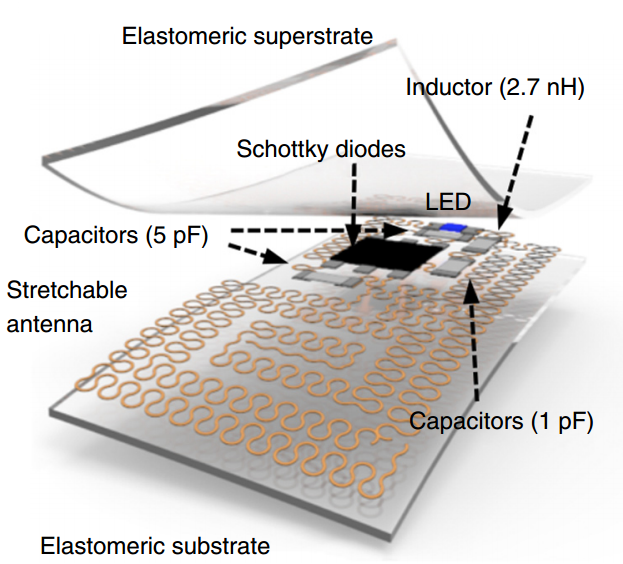 Elastomeric superstrate
Inductor (2.7 nH)
Schottky diodes
LED
Capacitors (5 pF)
Stretchable
antenna
Capacitors (1 pF)
Elastomeric substrate